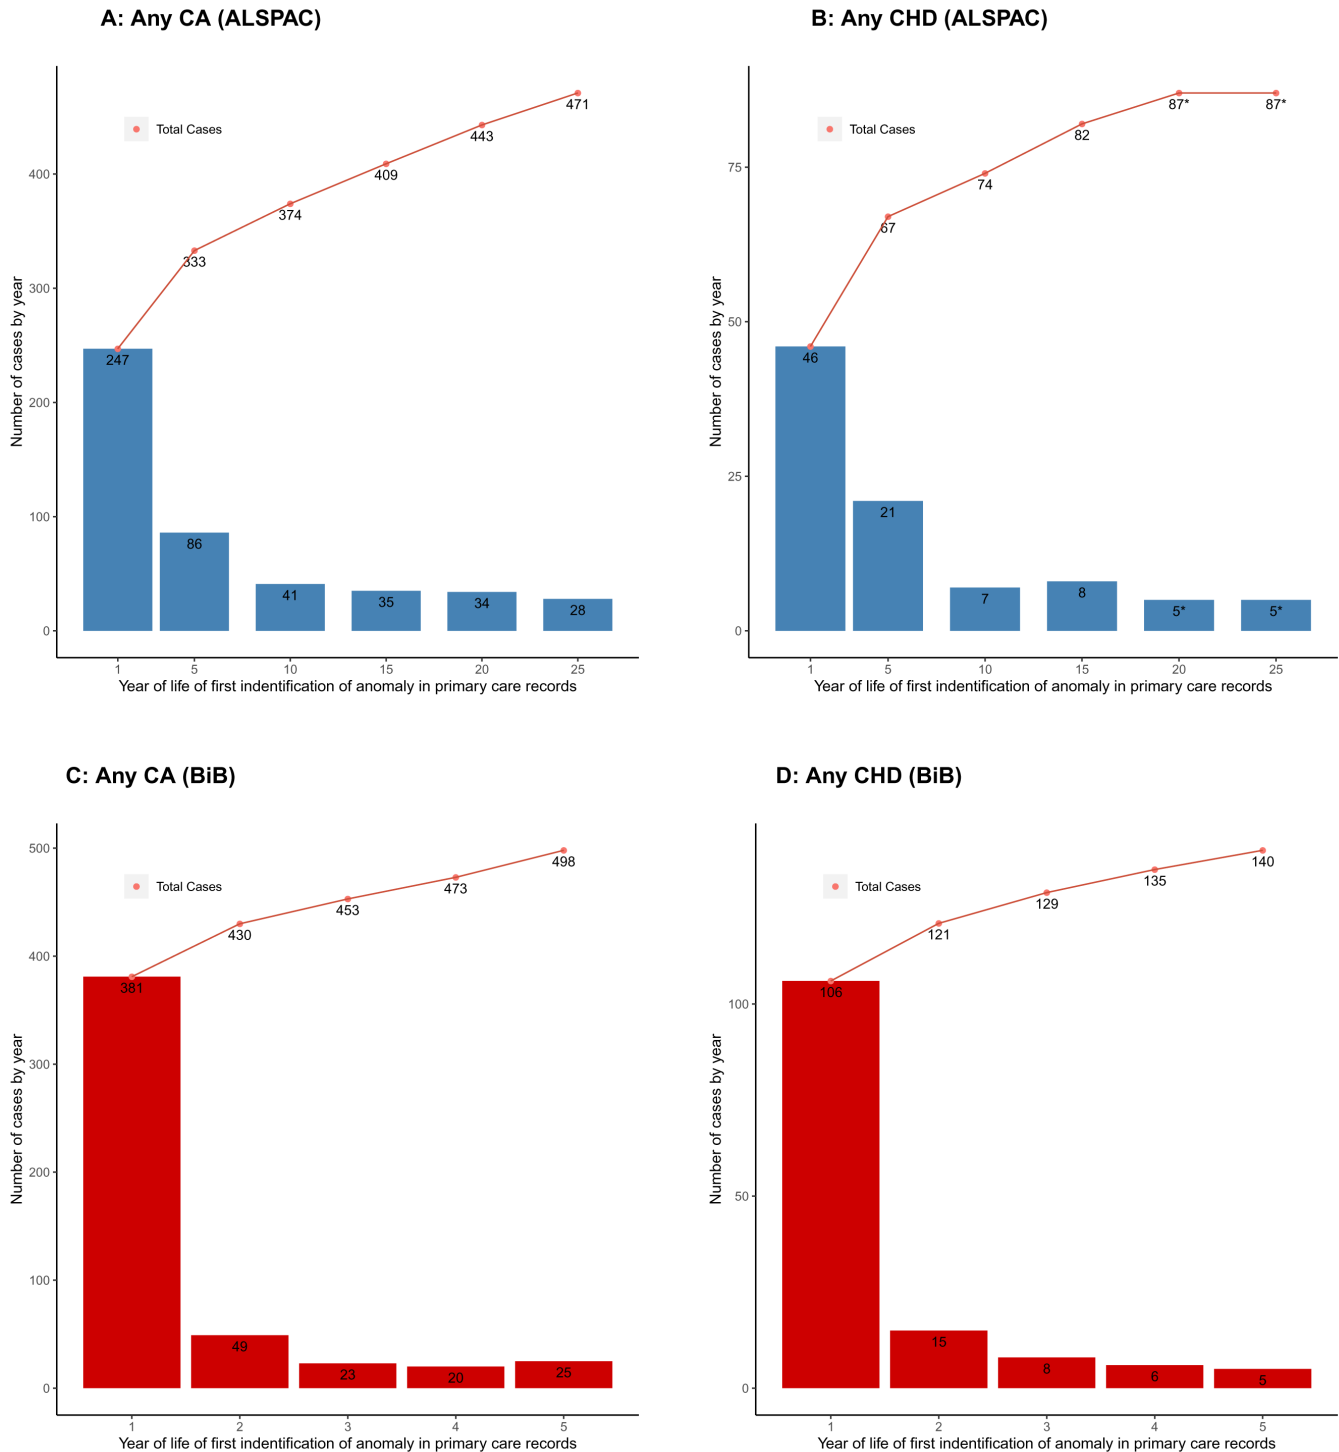 A: Any CA (ALSPAC)
Total Cases
Number of cases by year
400
300
200
100
0
471
443
409
374
333
247
86
41
35
34
28
1 5 10 15 20 25
Year of life of first indentification of anomaly in primary care records
B: Any CHD (ALSPAC)
Total Cases
Number of cases by year
75
50
25
0
87*
87*
82
74
67
46
21
7
8
5*
5*
1 5 10 15 20 25
Year of life of first indentification of anomaly in primary care records
C: Any CA (BiB)
Total Cases
Number of cases by year
500
400
300
200
100
0
498
473
453
430
381
49
23
20
25
1 2 3 4 5
Year of life of first indentification of anomaly in primary care records
D: Any CHD (BiB)
Total Cases
Number of cases by year
100
50
0
140
135
129
121
106
15
8
6
5
1 2 3 4 5
Year of life of first indentification of anomaly in primary care records